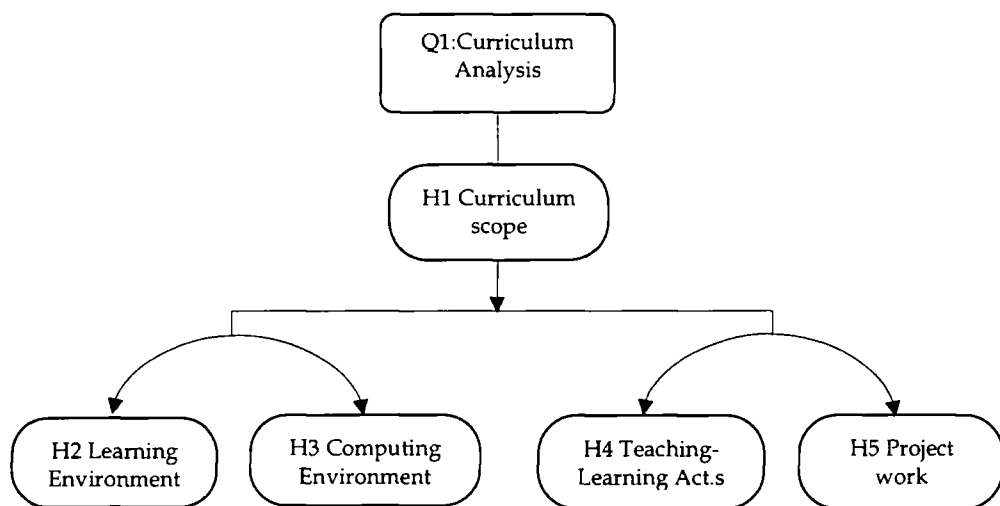 Q1:Curriculum
Analysis
H1 Curriculum
scope
H2 Learning
Environment
H3 Computing
Environment
H4 Teaching-
Learning Act.s
H5 Project
work